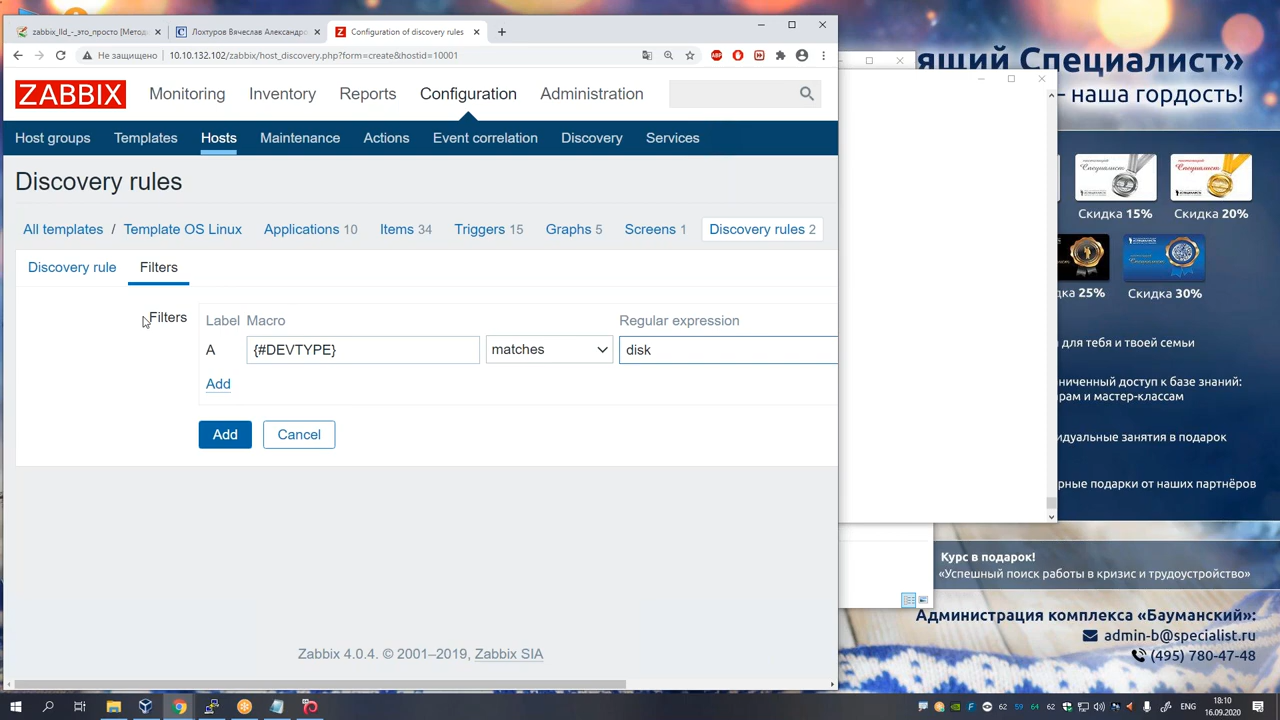 zabbix_lld_-_это_просто [Метод
Лохтуров Вячеслав Александро
Configuration of discovery rules
Не защищено
10.10.132.102/zabbix/host_discovery.php?form=create&hostid=10001
ABP
ZABBIX
Monitoring
Inventory
Reports
Configuration
Administration
Host groups
Templates
Hosts
Maintenance
Actions
Event correlation
Discovery
Services
Discovery rules
All templates / Template OS Linux
Applications 10
Items 34
Triggers 15
Graphs 5
Screens 1
Discovery rules 2
Discovery rule
Filters
Filters
Label Macro
Regular expression
A
{#DEVTYPE}
matches
disk
Add
Add
Cancel
Zabbix 4.0.4. © 2001–2019, Zabbix SIA
ящий Специалист»
– наша гордость!
Скидка 15%
Скидка 20%
дка 25%
Скидка 30%
для тебя и твоей семьи
ниченный доступ к базе знаний:
рам и мастер-классам
идуальные занятия в подарок
рные подарки от наших партнёров
Курс в подарок!
«Успешный поиск работы в кризис и трудоустройство»
Администрация комплекса «Бауманский»:
admin-b@specialist.ru
(495) 780-47-48
62
59
64
62
18:10
16.09.2020